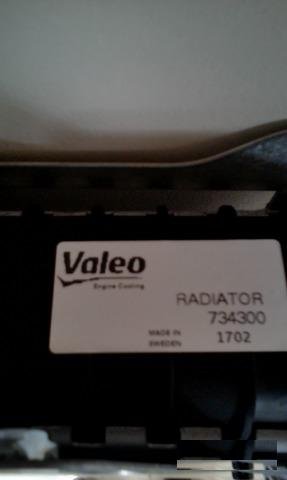 Valeo
Engine Cooling
RADIATOR
734300
MADE IN
SWEDEN
1702